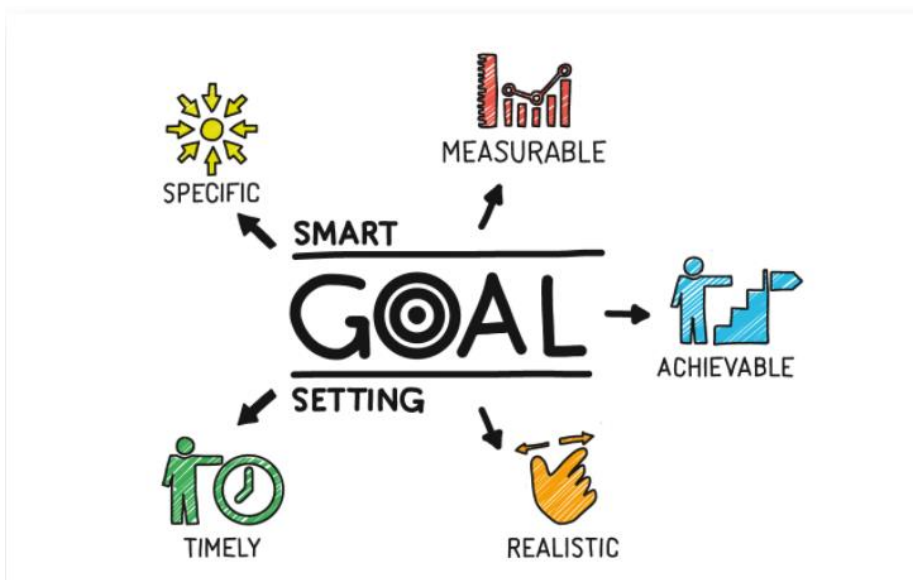 SPECIFIC
MEASURABLE
SMART
GOAL
SETTING
ACHIEVABLE
TIMELY
REALISTIC